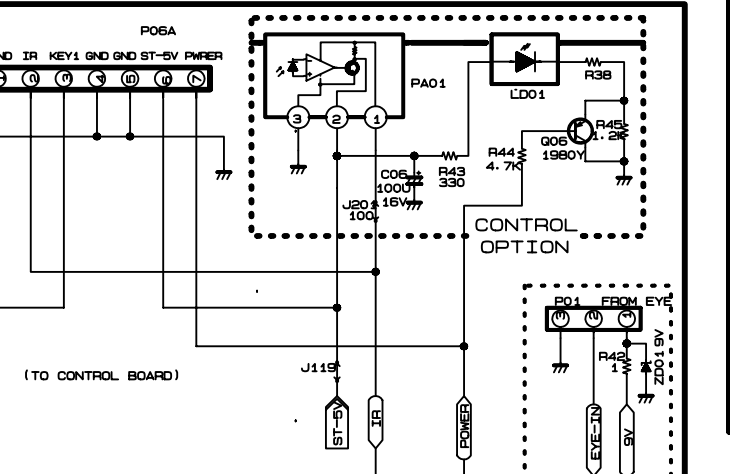 P06A
ND IR KEY1 GND GND ST-5V PWRER
1 2 3 4 5 6 7
PA01
3 2 1
LD01
R38
R45
1.2K
Q06
1980Y
R44
4.7K
R43
330
C06
100U
16V
J201
100
CONTROL
OPTION
P01 FROM EYE
3 2 1
R42
1
ZD01 9V
(TO CONTROL BOARD)
J119
ST-5V
IR
POWER
EYE-IN
9V